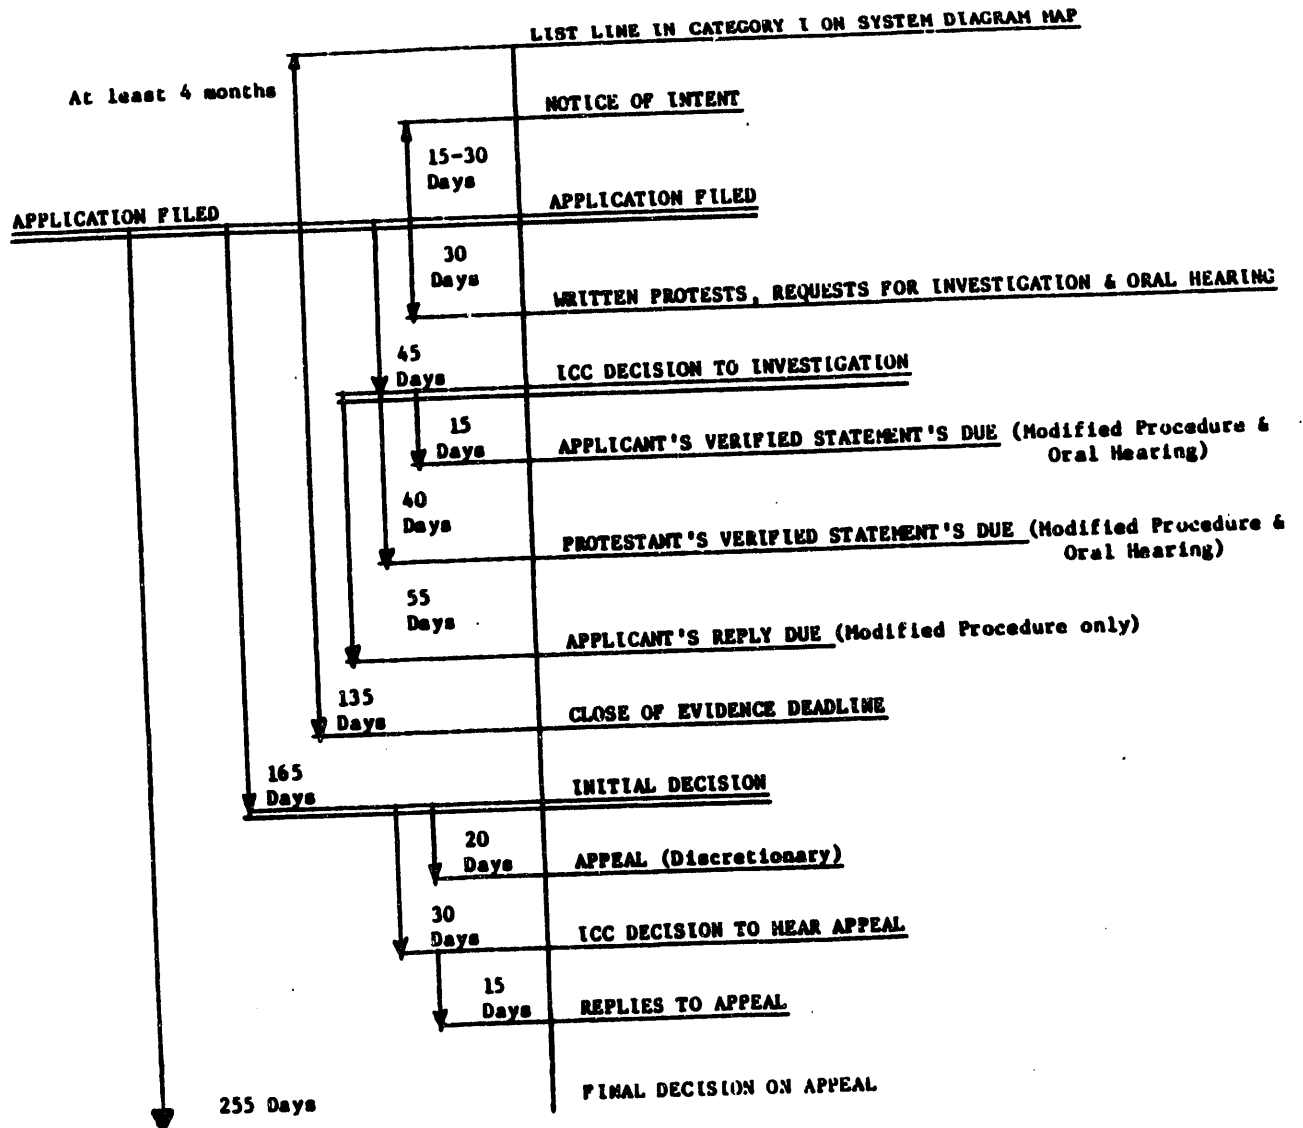 LIST LINE IN CATEGORY I ON SYSTEM DIAGRAM MAP
At least 4 months
NOTICE OF INTENT
15-30
Days
APPLICATION FILED
APPLICATION FILED
30
Days
WRITTEN PROTESTS, REQUESTS FOR INVESTIGATION & ORAL HEARING
45
Days
ICC DECISION TO INVESTIGATION
15
Days
APPLICANT'S VERIFIED STATEMENT'S DUE (Modified Procedure &
Oral Hearing)
40
Days
PROTESTANT'S VERIFIED STATEMENT'S DUE (Modified Procedure &
Oral Hearing)
55
Days
APPLICANT'S REPLY DUE (Modified Procedure only)
135
Days
CLOSE OF EVIDENCE DEADLINE
165
Days
INITIAL DECISION
20
Days
APPEAL (Discretionary)
30
Days
ICC DECISION TO HEAR APPEAL
15
Days
REPLIES TO APPEAL
255 Days
FINAL DECISION ON APPEAL